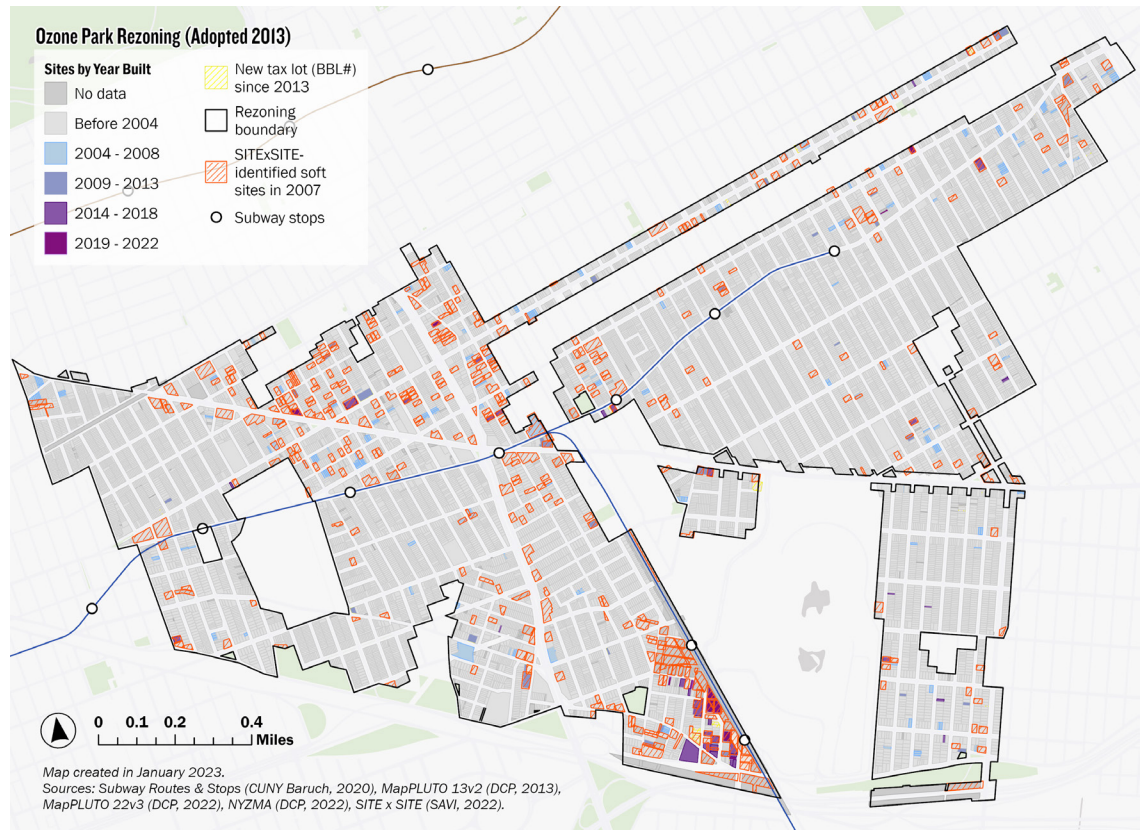 Ozone Park Rezoning (Adopted 2013)
Sites by Year Built
No data
Before 2004
2004 - 2008
2009 - 2013
2014 - 2018
2019 - 2022
New tax lot (BBL#)
since 2013
Rezoning
boundary
SITExSITE-
identified soft
sites in 2007
Subway stops
0 0.1 0.2 0.4
Miles
Map created in January 2023.
Sources: Subway Routes & Stops (CUNY Baruch, 2020), MapPLUTO 13v2 (DCP, 2013),
MapPLUTO 22v3 (DCP, 2022), NYZMA (DCP, 2022), SITE x SITE (SAVI, 2022).